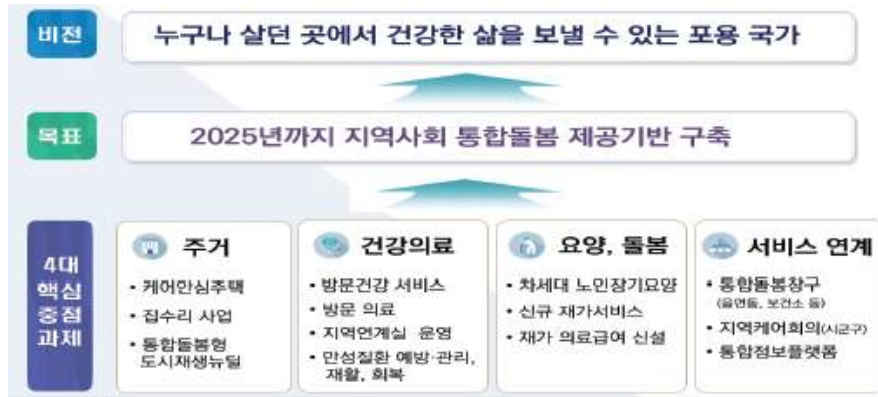 비전
누구나 살던 곳에서 건강한 삶을 보낼 수 있는 포용 국가
목표
2025년까지 지역사회 통합돌봄 제공기반 구축
4대
핵심
중점
과제
주거
• 케어안심주택
• 집수리 사업
• 통합돌봄형
도시재생뉴딜
건강의료
• 방문건강 서비스
• 방문 의료
• 지역연계실 운영
• 만성질환 예방·관리,
재활, 회복
요양, 돌봄
• 차세대 노인장기요양
• 신규 재가서비스
• 재가 의료급여 신설
서비스 연계
• 통합돌봄창구
(읍면동, 보건소 등)
• 지역케어회의(시군구)
• 통합정보플랫폼